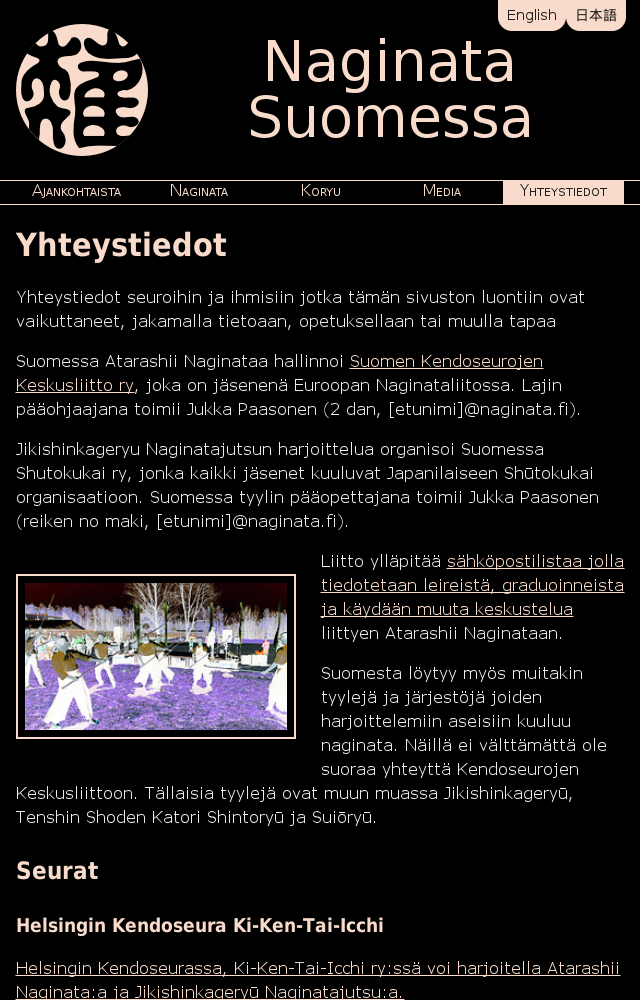 English
日本語
Naginata
Suomessa
Ajankohtaista
Naginata
Koryu
Media
Yhteystiedot
Yhteystiedot
Yhteystiedot seuroihin ja ihmisiin jotka tämän sivuston luontiin ovat
vaikuttaneet, jakamalla tietoaan, opetuksellaan tai muulla tapaa
Suomessa Atarashii Naginataa hallinnoi Suomen Kendoseurojen
Keskusliitto ry, joka on jäsenenä Euroopan Naginataliitossa. Lajin
pääohjaajana toimii Jukka Paasonen (2 dan, [etunimi]@naginata.fi).
Jikishinkageryu Naginatajutsun harjoittelua organisoi Suomessa
Shutokukai ry, jonka kaikki jäsenet kuuluvat Japanilaiseen Shūtokukai
organisaatioon. Suomessa tyylin pääopettajana toimii Jukka Paasonen
(reiken no maki, [etunimi]@naginata.fi).
Liitto ylläpitää sähköpostilistaa jolla
tiedotetaan leireistä, graduoinneista
ja käydään muuta keskustelua
liittyen Atarashii Naginataan.
Suomesta löytyy myös muitakin
tyylejä ja järjestöjä joiden
harjoittelemiin aseisiin kuuluu
naginata. Näillä ei välttämättä ole
suoraa yhteyttä Kendoseurojen
Keskusliittoon. Tällaisia tyylejä ovat muun muassa Jikishinkageryū,
Tenshin Shoden Katori Shintoryū ja Suiōryū.
Seurat
Helsingin Kendoseura Ki-Ken-Tai-Icchi
Helsingin Kendoseurassa, Ki-Ken-Tai-Icchi ry:ssä voi harjoitella Atarashii
Naginata:a ja Jikishinkageryū Naginatajutsu:a.